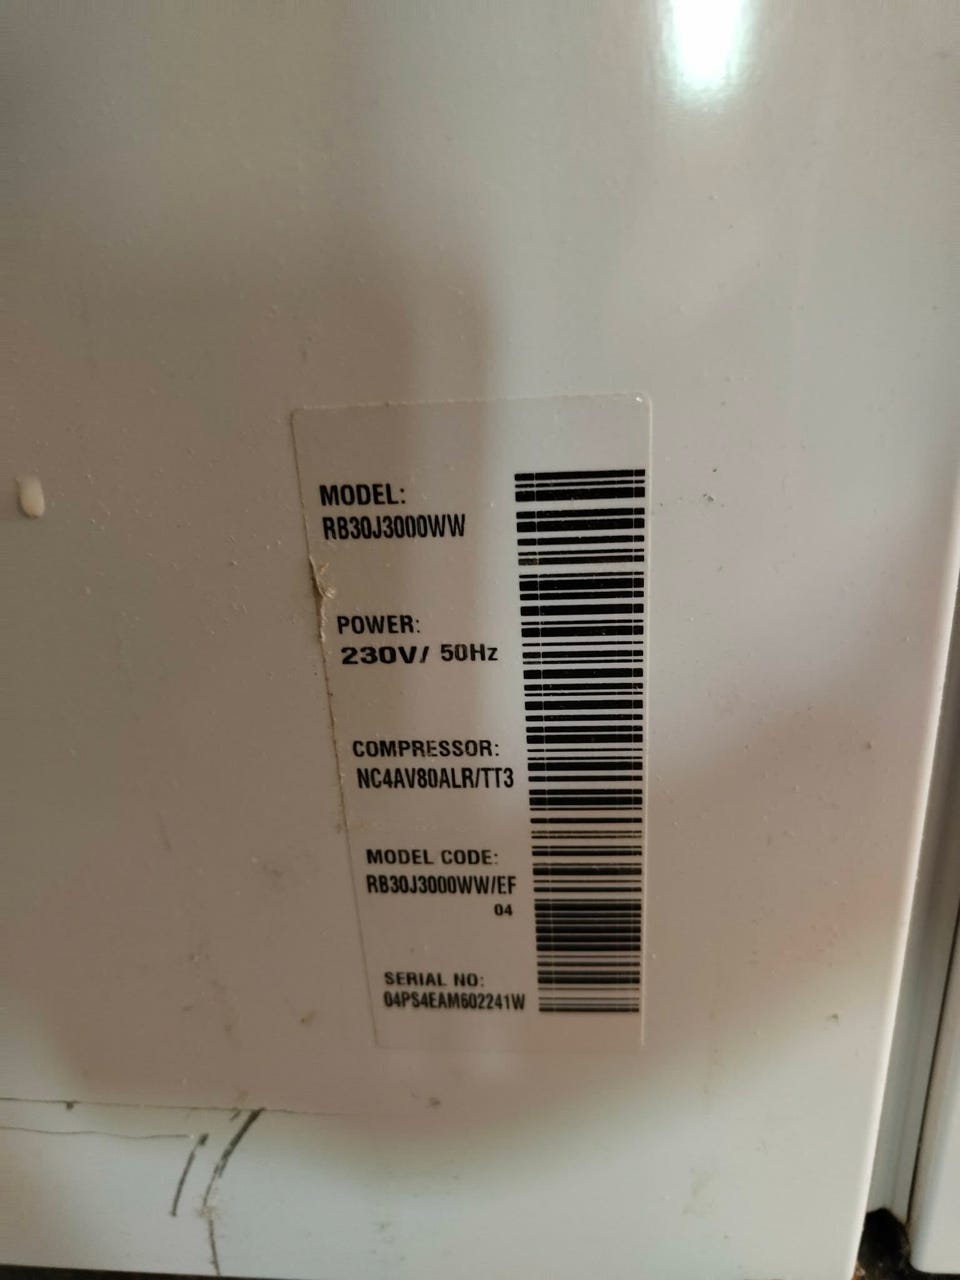 MODEL:
RB30J3000WW
POWER:
230V/ 50Hz
COMPRESSOR:
NC4AV80ALR/TT3
MODEL CODE:
RB30J3000WW/EF
04
SERIAL NO:
04PS4EAM602241W